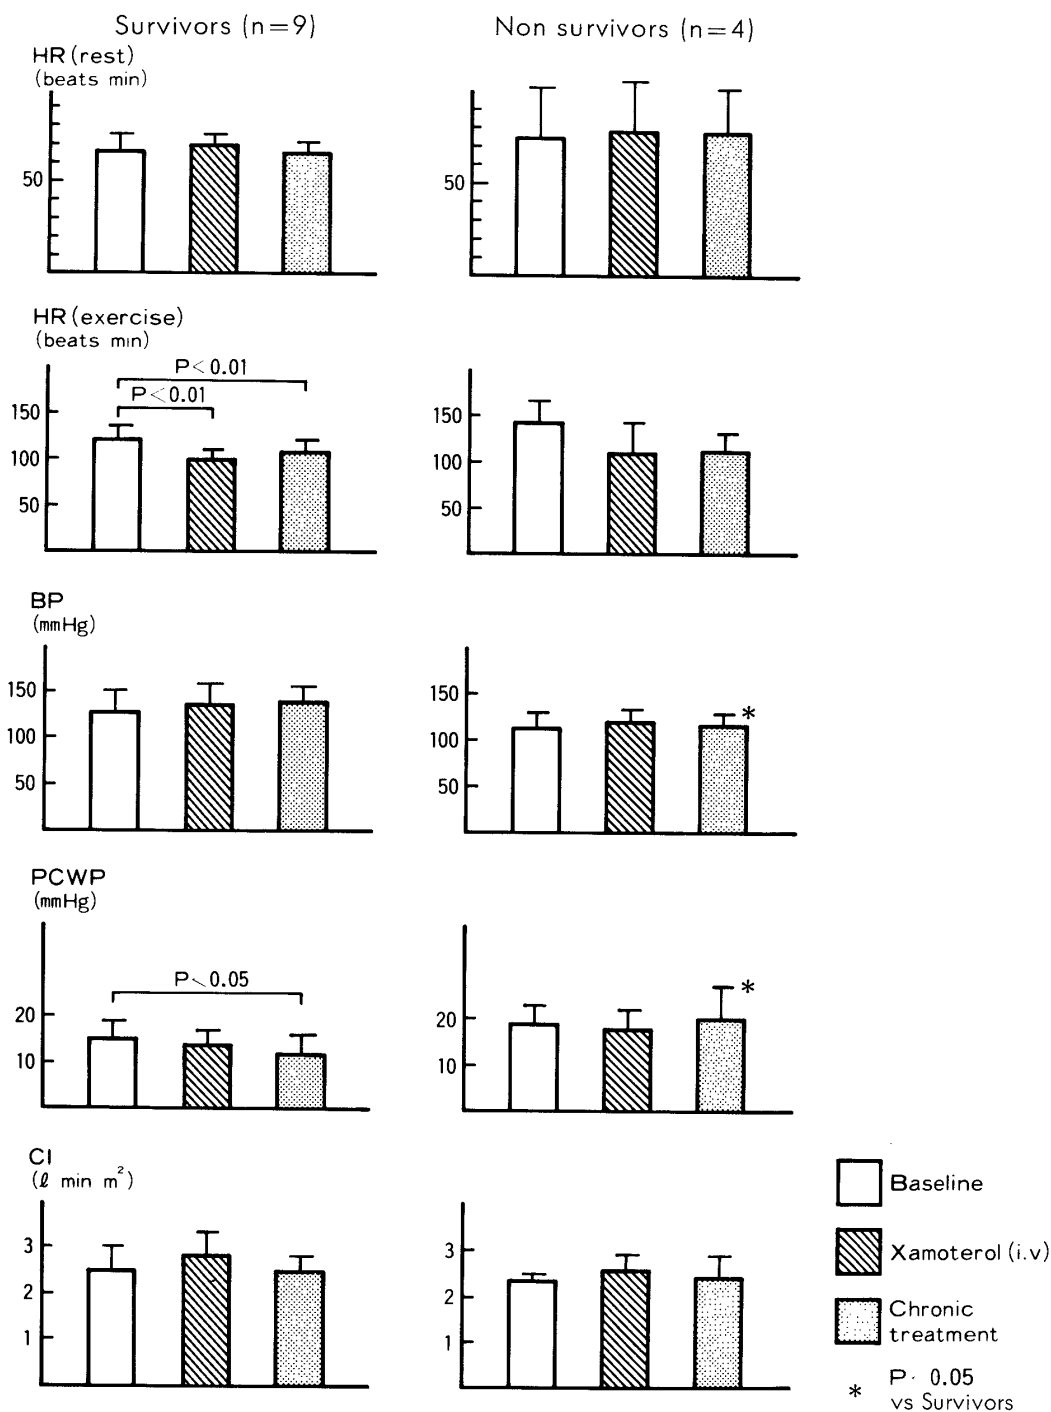 Survivors (n=9)
Non survivors (n=4)
HR (rest)
(beats min)
50
50
HR (exercise)
(beats min)
P<0.01
P<0.01
150
100
50
150
100
50
BP
(mmHg)
150
100
50
150
100
50
*
PCWP
(mmHg)
P<0.05
20
10
20
10
*
CI
(ℓ min m²)
3
2
1
3
2
1
Baseline
Xamoterol (i.v)
Chronic
treatment
* P· 0.05
vs Survivors